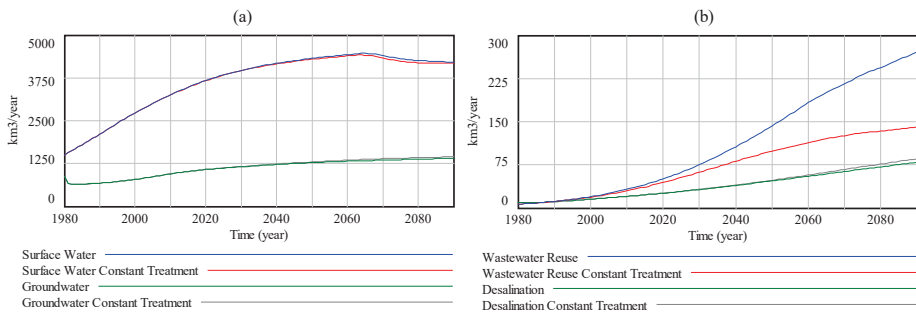 (a)
5000
4750
2500
1250
0
km3/year
1980 2000 2020 2040 2060 2080
Time (year)
Surface Water
Surface Water Constant Treatment
Groundwater
Groundwater Constant Treatment
(b)
300
225
150
75
0
km3/year
1980 2000 2020 2040 2060 2080
Time (year)
Wastewater Reuse
Wastewater Reuse Constant Treatment
Desalination
Desalination Constant Treatment